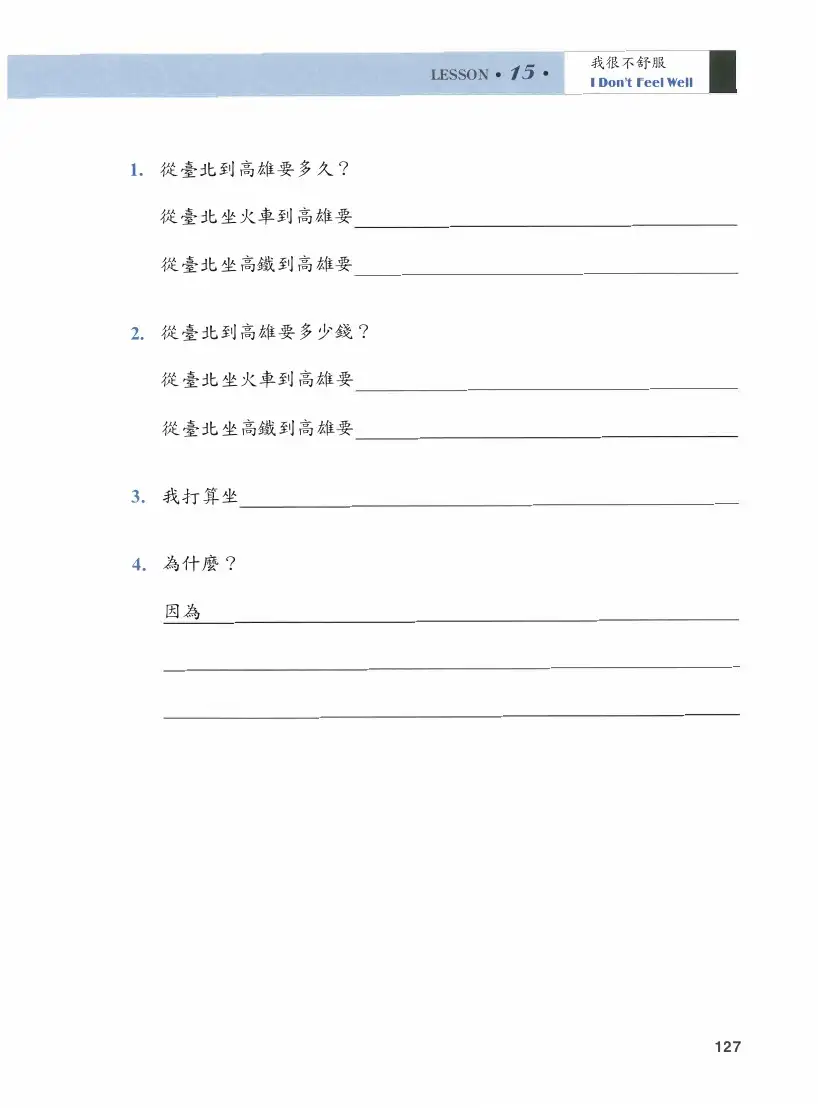 LESSON • 15 •
我很不舒服
I Don't Feel Well
1. 從臺北到高雄要多久？
從臺北坐火車到高雄要
從臺北坐高鐵到高雄要
2. 從臺北到高雄要多少錢？
從臺北坐火車到高雄要
從臺北坐高鐵到高雄要
3. 我打算坐
4. 為什麼？
因為
127